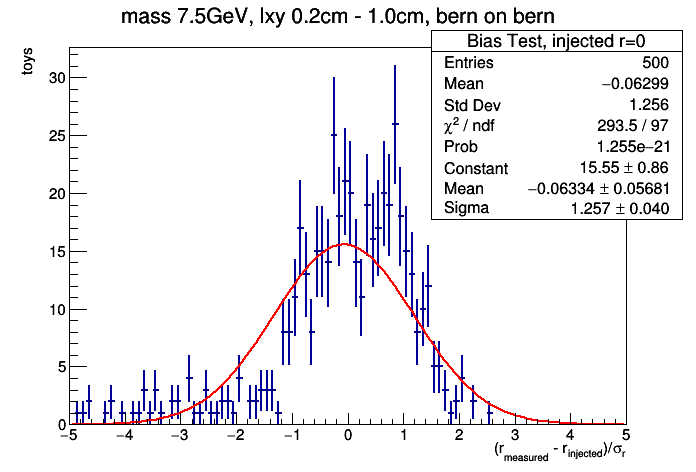 mass 7.5GeV, lxy 0.2cm - 1.0cm, bern on bern
toys
Bias Test, injected r=0
Entries 500
Mean −0.06299
Std Dev 1.256
χ² / ndf 293.5 / 97
Prob 1.255e−21
Constant 15.55 ± 0.86
Mean −0.06334 ± 0.05681
Sigma 1.257 ± 0.040
30
25
20
15
10
5
0
−5 −4 −3 −2 −1 0 1 2 3 4 5
(r_measured - r_injected)/σ_r